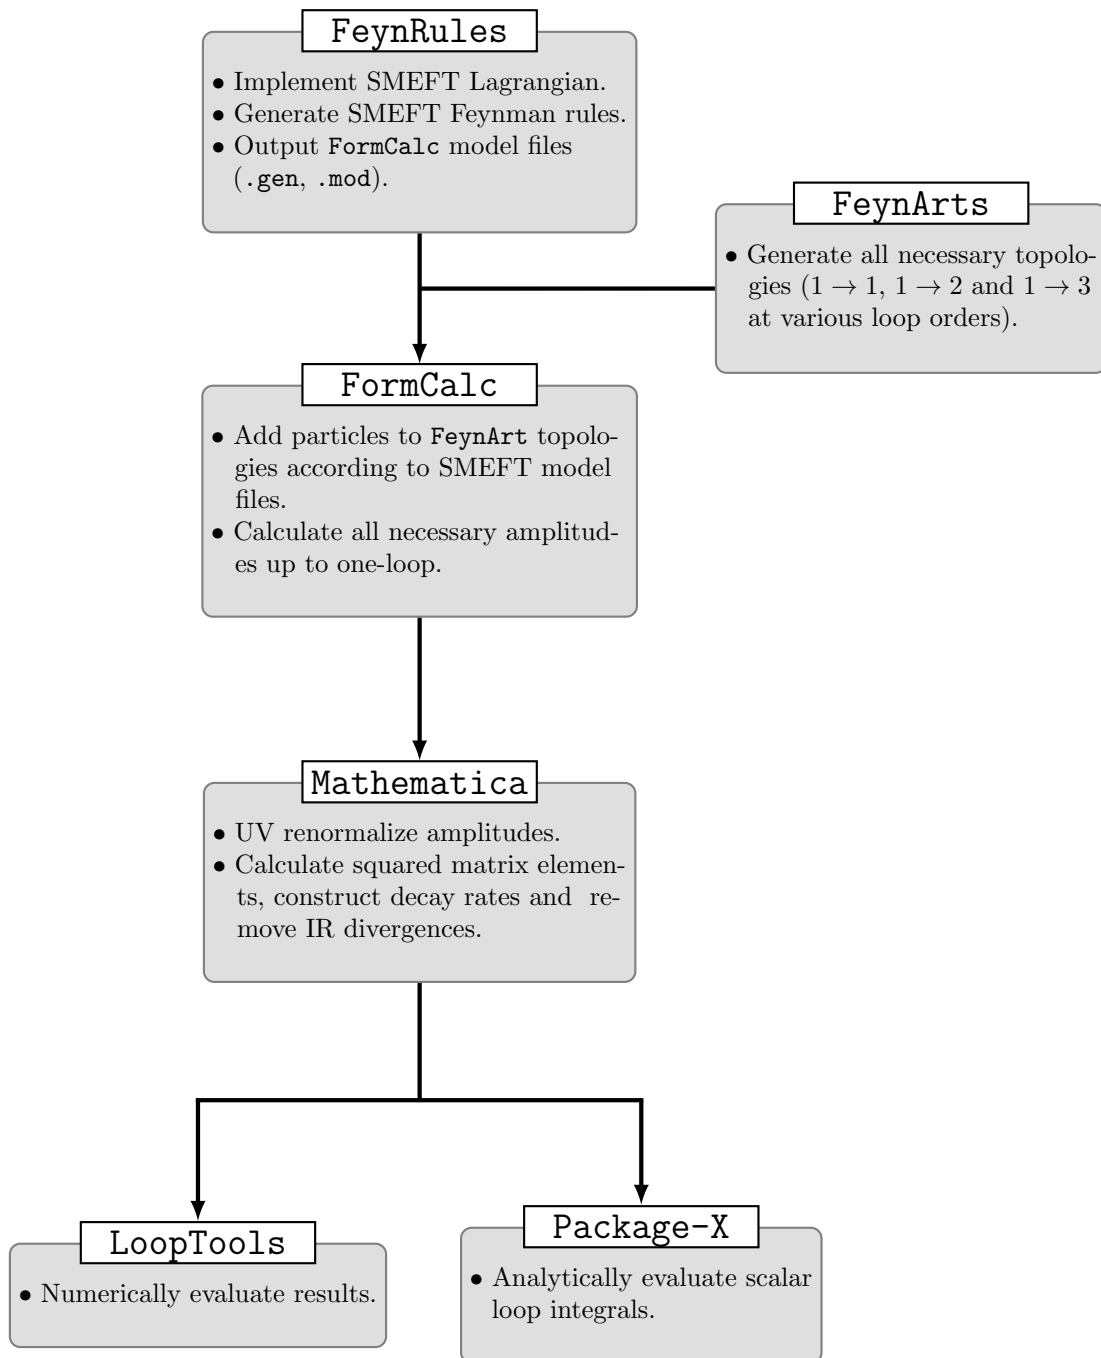 FeynRules
• Implement SMEFT Lagrangian.
• Generate SMEFT Feynman rules.
• Output FormCalc model files
(.gen, .mod).
FeynArts
• Generate all necessary topolo-
gies (1 → 1, 1 → 2 and 1 → 3
at various loop orders).
FormCalc
• Add particles to FeynArt topolo-
gies according to SMEFT model
files.
• Calculate all necessary amplitud-
es up to one-loop.
Mathematica
• UV renormalize amplitudes.
• Calculate squared matrix elemen-
ts, construct decay rates and re-
move IR divergences.
LoopTools
• Numerically evaluate results.
Package-X
• Analytically evaluate scalar
loop integrals.